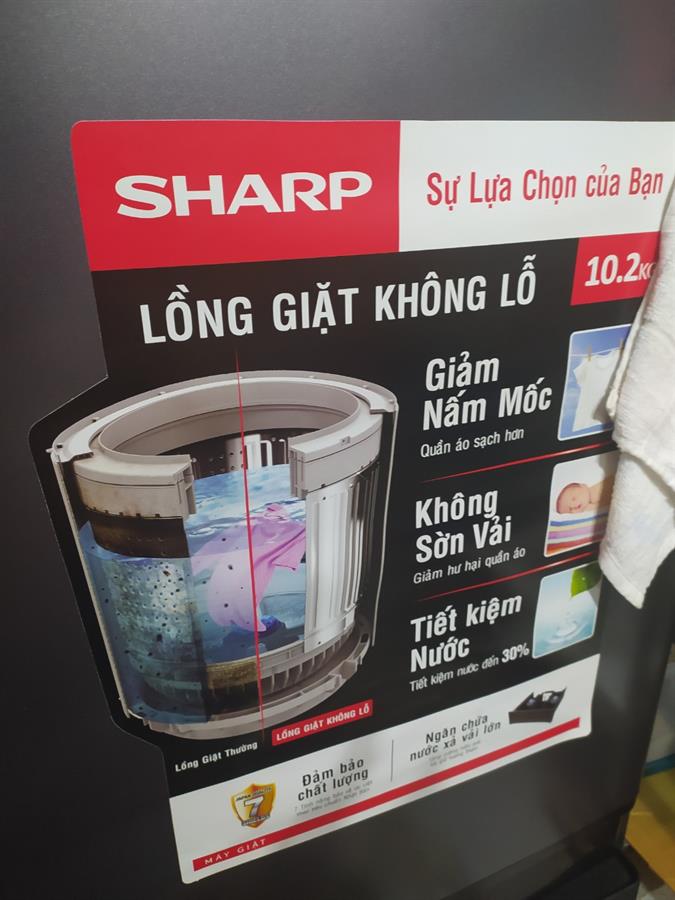 SHARP
Sự Lựa Chọn của Bạn
LỒNG GIẶT KHÔNG LỖ
10.2KG
Giảm
Nấm Mốc
Quần áo sạch hơn
Không
Sờn Vải
Giảm hư hại quần áo
Tiết kiệm
Nước
Tiết kiệm nước đến 30%
Lồng Giặt Thường
LỒNG GIẶT KHÔNG LỖ
7
Đảm bảo
chất lượng
Ngăn chứa
nước xả vải lớn
MÁY GIẶT